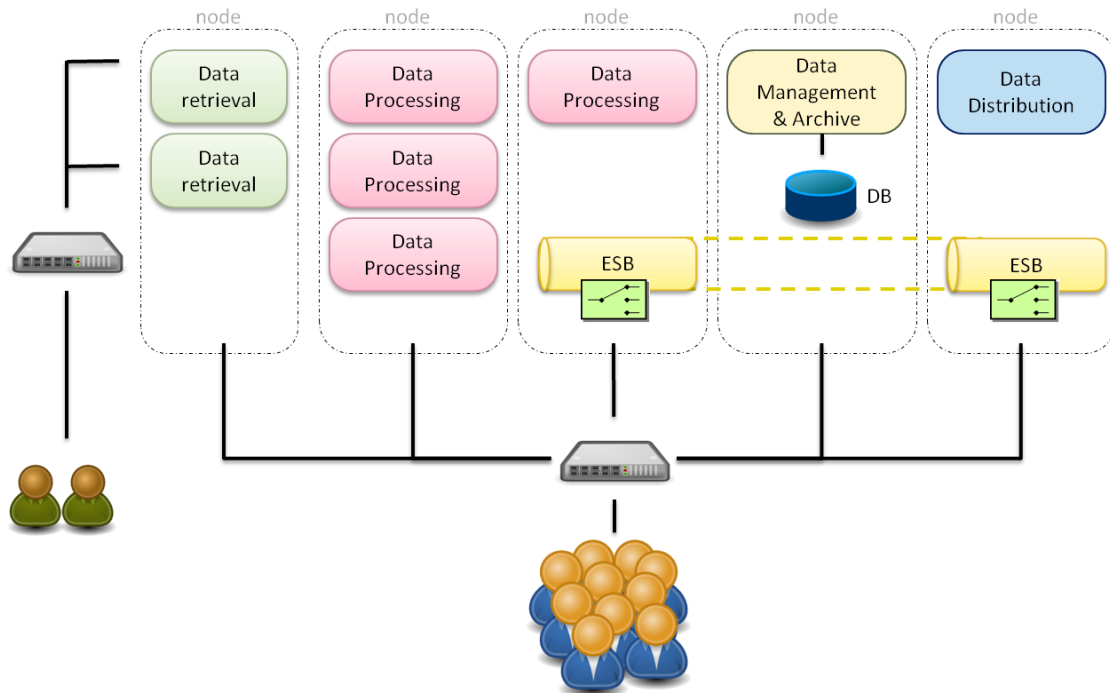 node
node
node
node
node
Data
retrieval
Data
Processing
Data
Processing
Data
Management
& Archive
Data
Distribution
Data
retrieval
Data
Processing
DB
Data
Processing
ESB
ESB